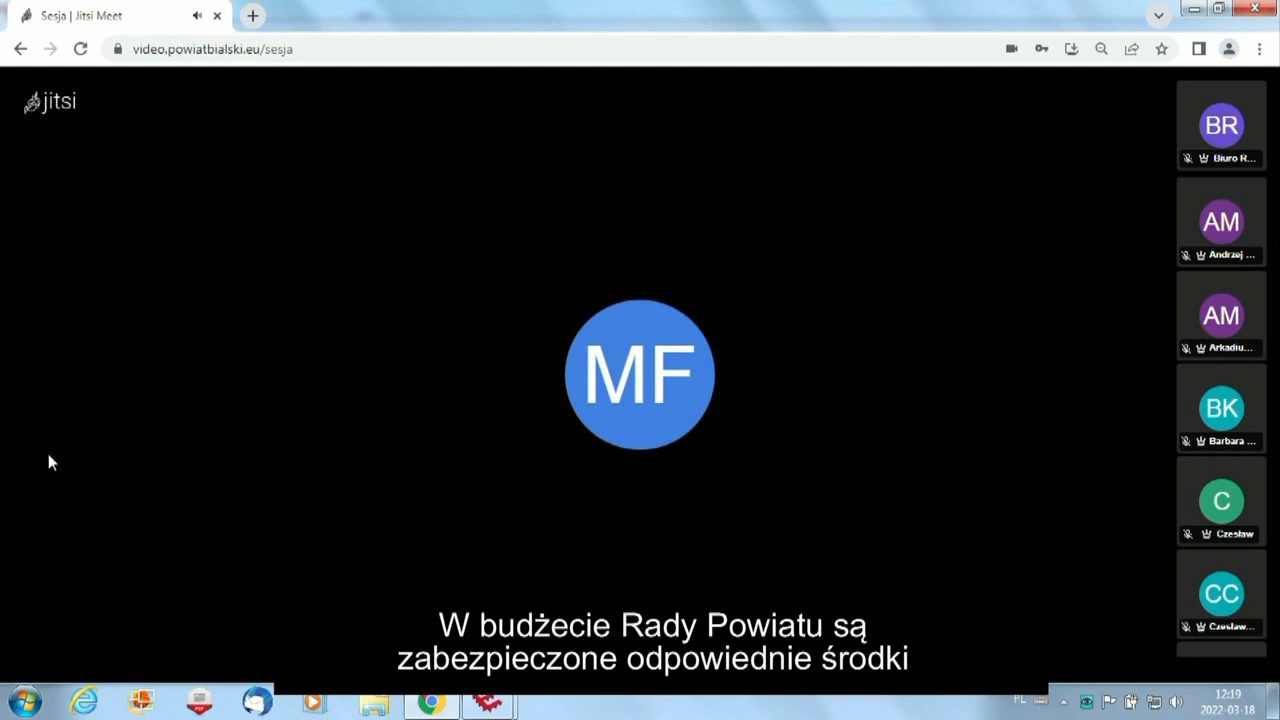 Sesja | Jitsi Meet
video.powiatbialski.eu/sesja
jitsi
BR
Biuro R...
AM
Andrzej ...
AM
Arkadiu...
BK
Barbara ...
C
Czesław
CC
Czesław...
MF
W budżecie Rady Powiatu są
zabezpieczone odpowiednie środki
PL
12:19
2022-03-18